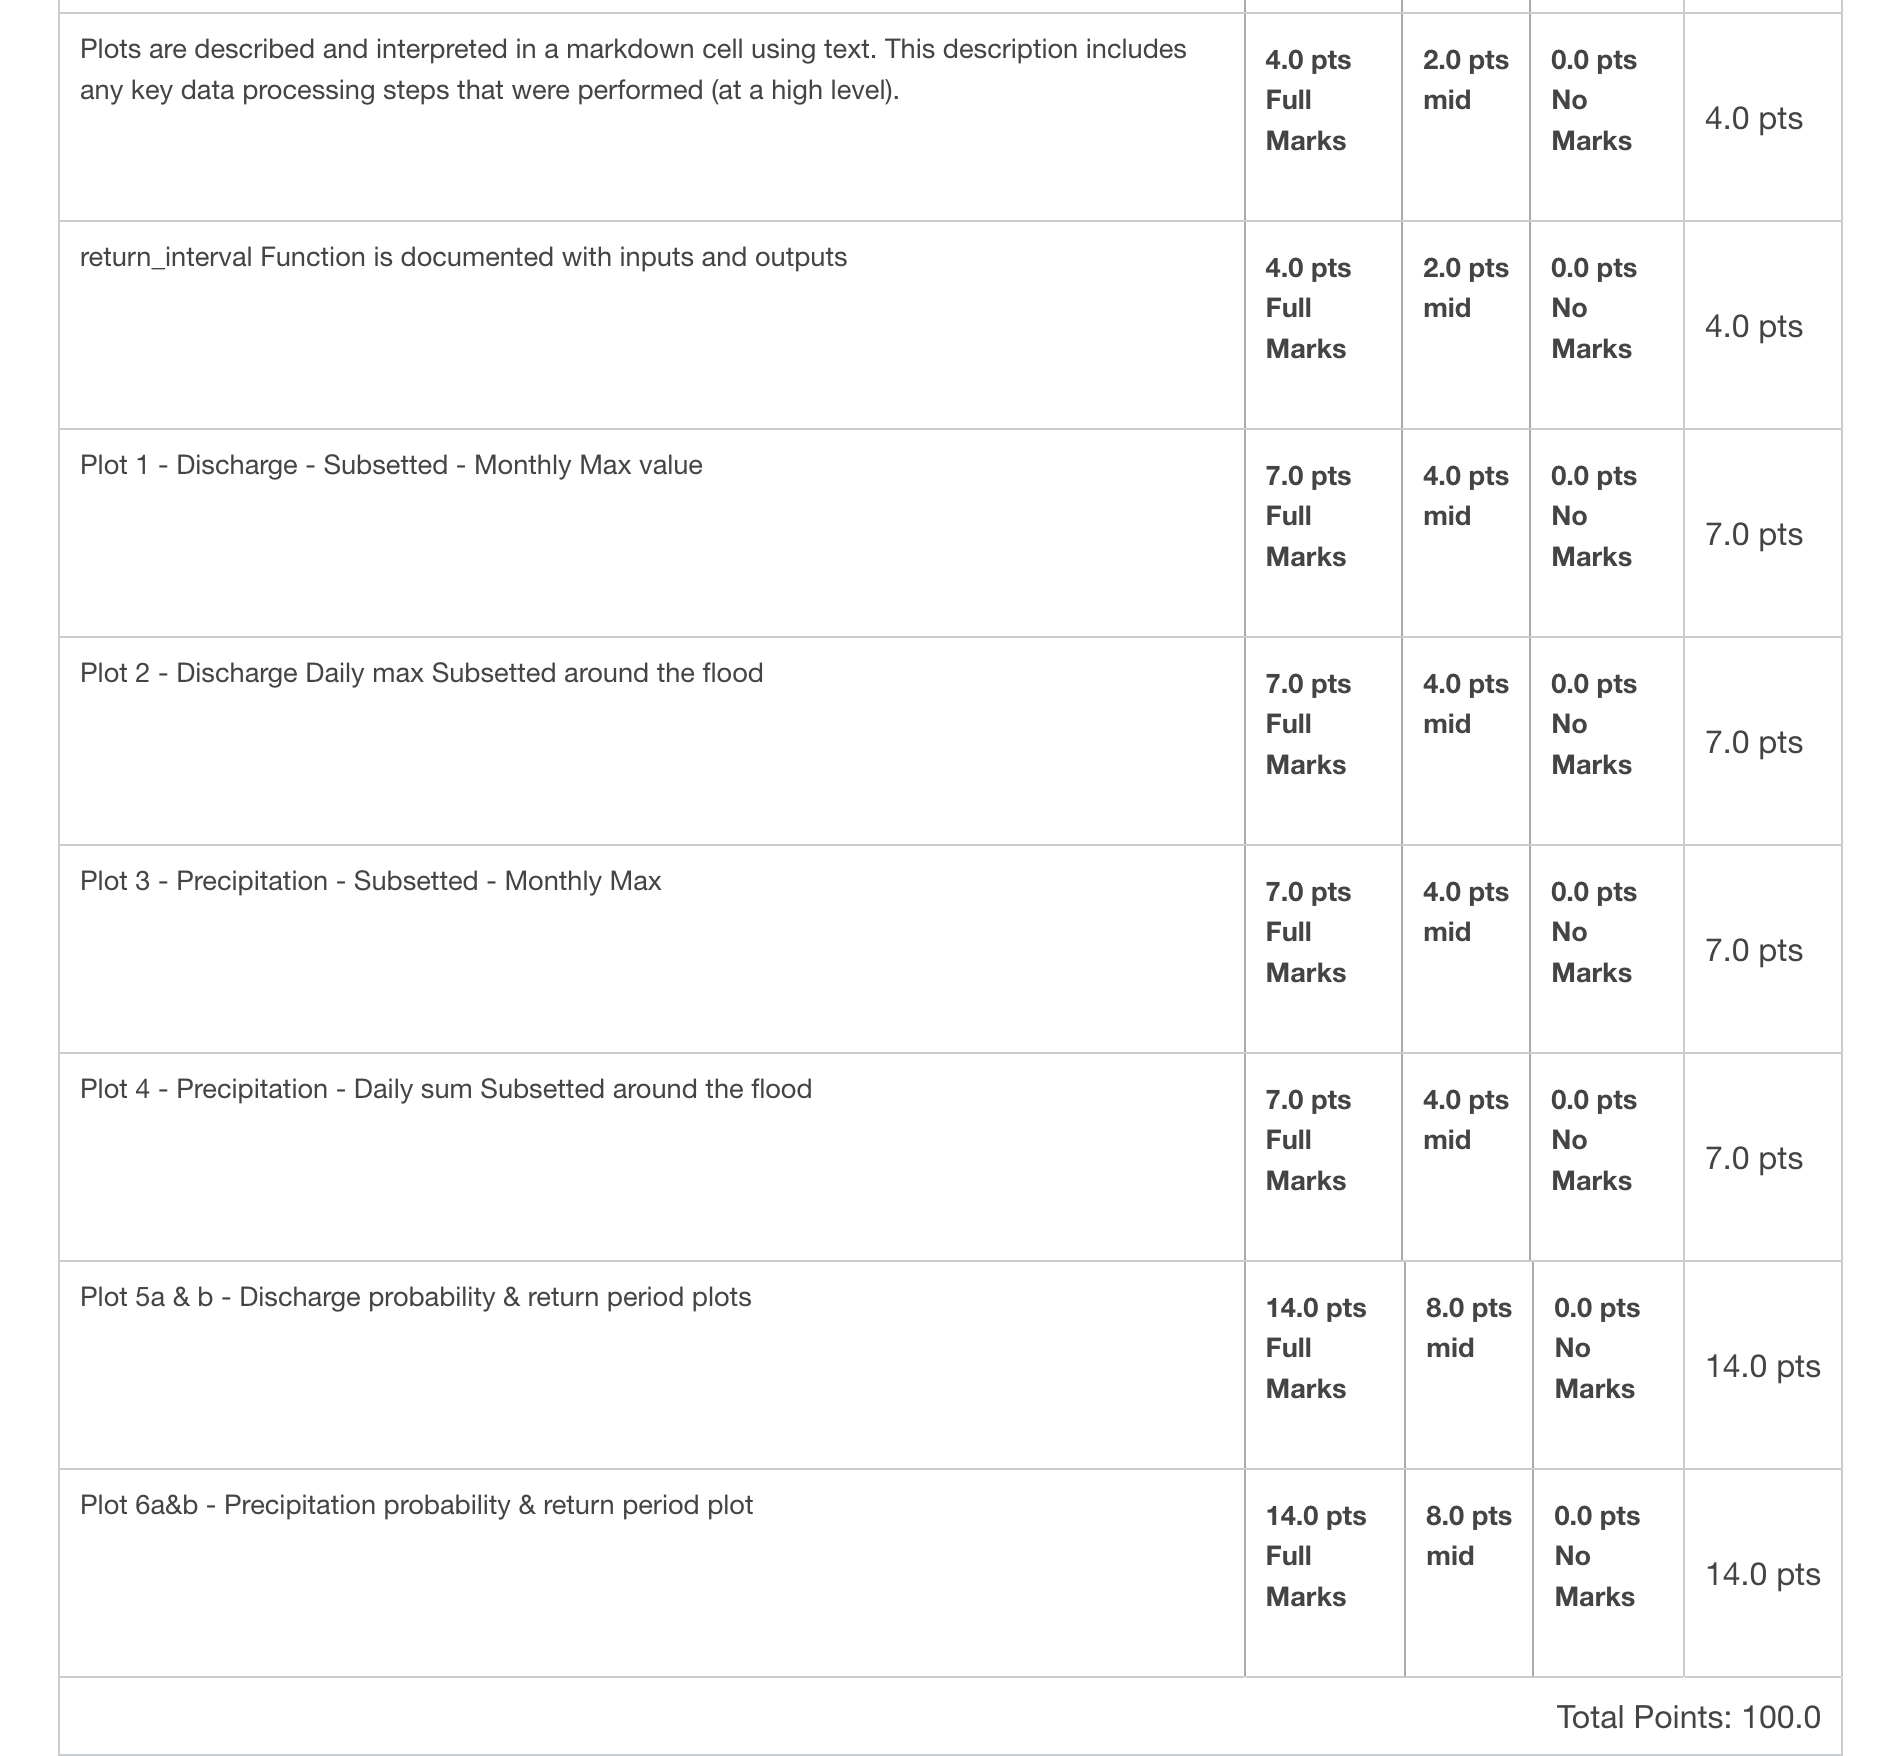 Plots are described and interpreted in a markdown cell using text. This description includes
any key data processing steps that were performed (at a high level).
4.0 pts
Full
Marks
2.0 pts
mid
0.0 pts
No
Marks
4.0 pts
return_interval Function is documented with inputs and outputs
4.0 pts
Full
Marks
2.0 pts
mid
0.0 pts
No
Marks
4.0 pts
Plot 1 - Discharge - Subsetted - Monthly Max value
7.0 pts
Full
Marks
4.0 pts
mid
0.0 pts
No
Marks
7.0 pts
Plot 2 - Discharge Daily max Subsetted around the flood
7.0 pts
Full
Marks
4.0 pts
mid
0.0 pts
No
Marks
7.0 pts
Plot 3 - Precipitation - Subsetted - Monthly Max
7.0 pts
Full
Marks
4.0 pts
mid
0.0 pts
No
Marks
7.0 pts
Plot 4 - Precipitation - Daily sum Subsetted around the flood
7.0 pts
Full
Marks
4.0 pts
mid
0.0 pts
No
Marks
7.0 pts
Plot 5a & b - Discharge probability & return period plots
14.0 pts
Full
Marks
8.0 pts
mid
0.0 pts
No
Marks
14.0 pts
Plot 6a&b - Precipitation probability & return period plot
14.0 pts
Full
Marks
8.0 pts
mid
0.0 pts
No
Marks
14.0 pts
Total Points: 100.0